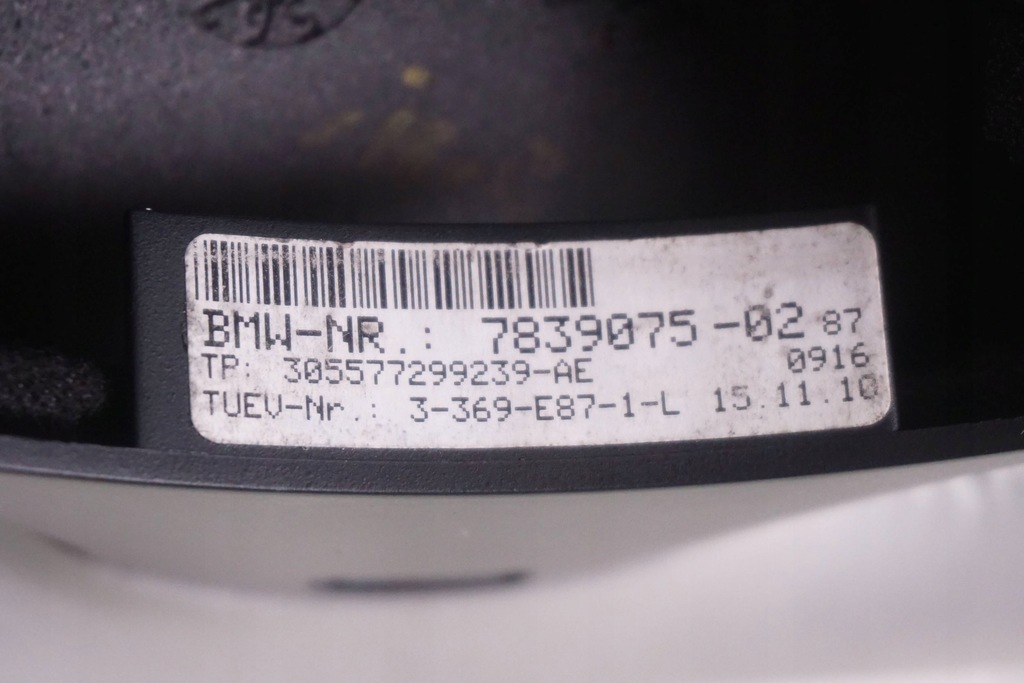 BMW-NR.: 7839075-02 87
TP: 305577299239-AE 0916
TUEV-Nr.: 3-369-E87-1-L 15.11.10